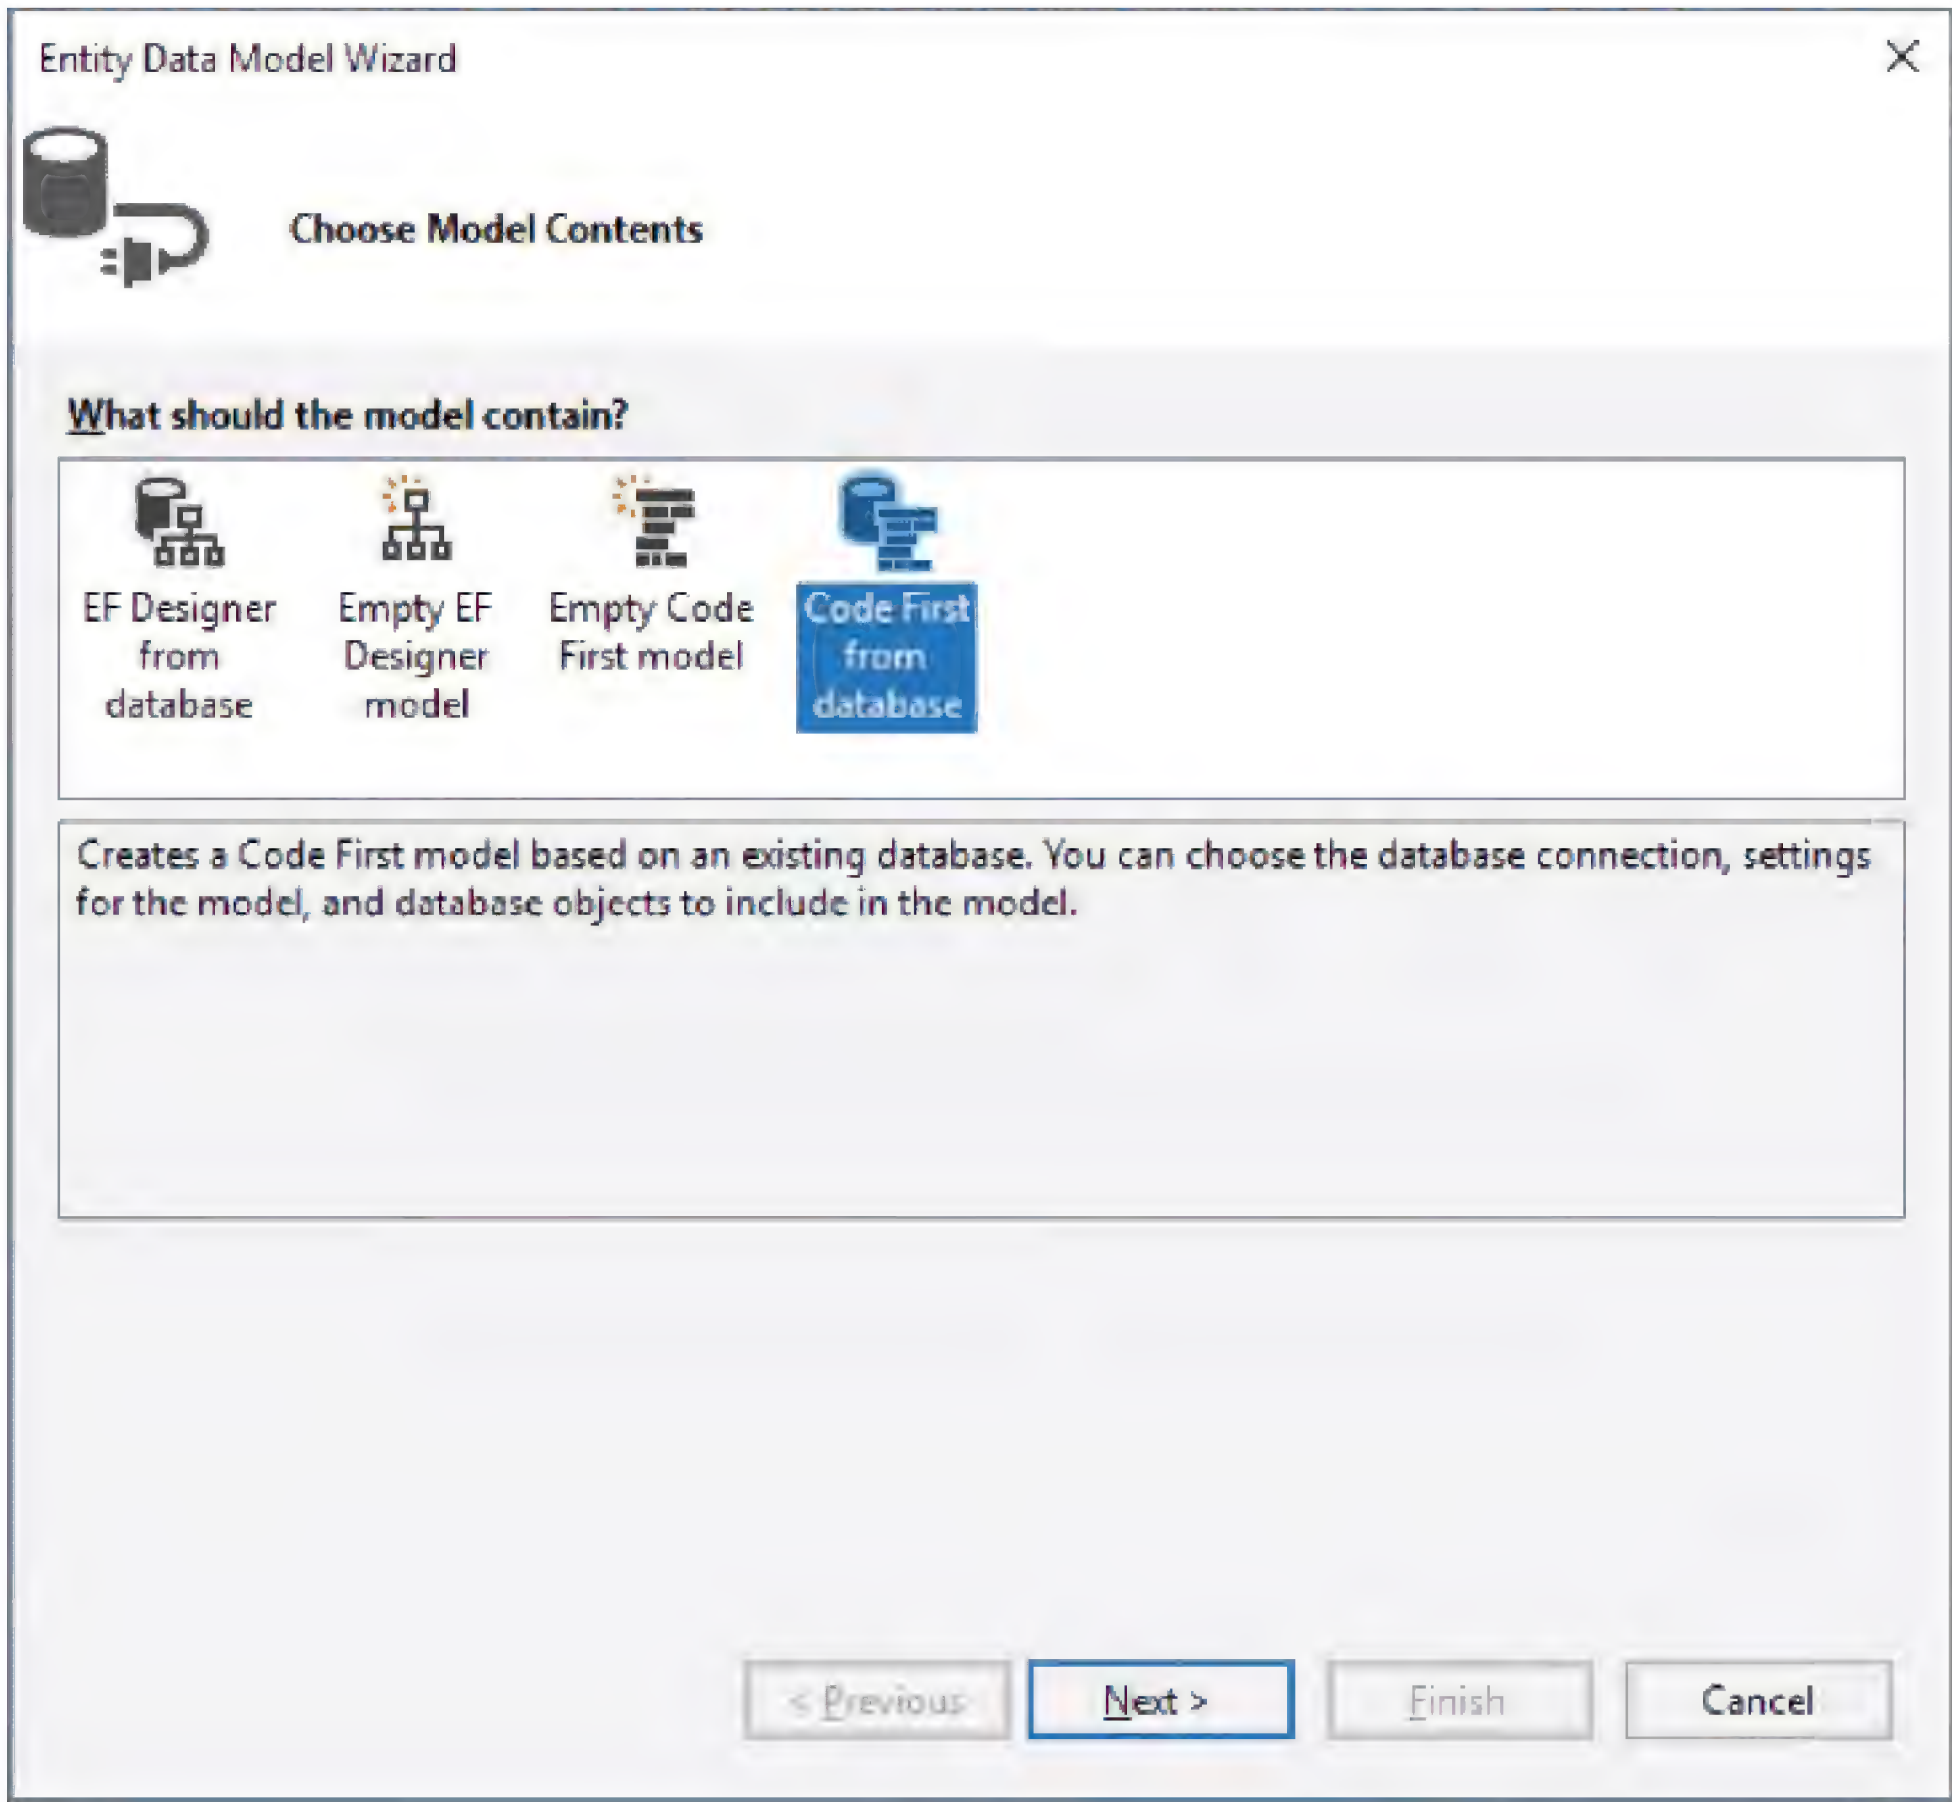 Entity Data Model Wizard
Choose Model Contents
What should the model contain?
EF Designer
from
database
Empty EF
Designer
model
Empty Code
First model
Code First
from
database
Creates a Code First model based on an existing database. You can choose the database connection, settings
for the model, and database objects to include in the model.
< Previous
Next >
Finish
Cancel